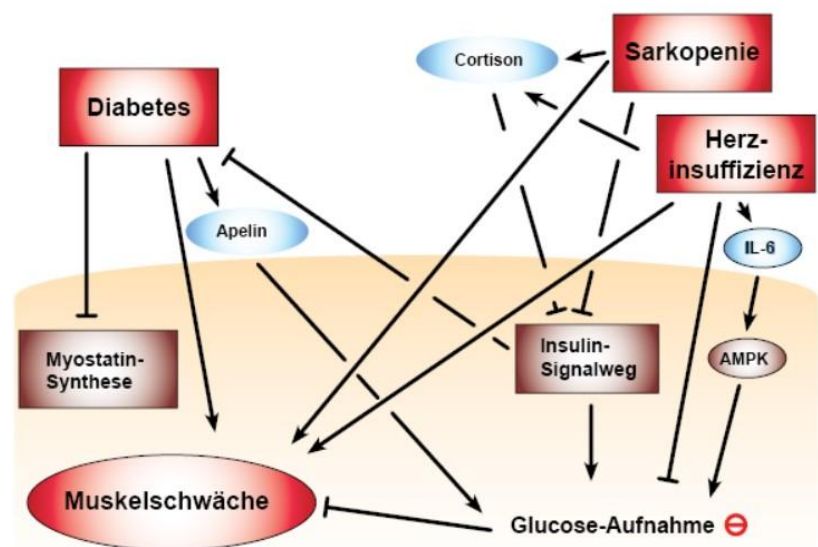 Sarkopenie
Cortison
Diabetes
Herz-
insuffizienz
Apelin
IL-6
Myostatin-
Synthese
Insulin-
Signalweg
AMPK
Muskelschwäche
Glucose-Aufnahme ⊖